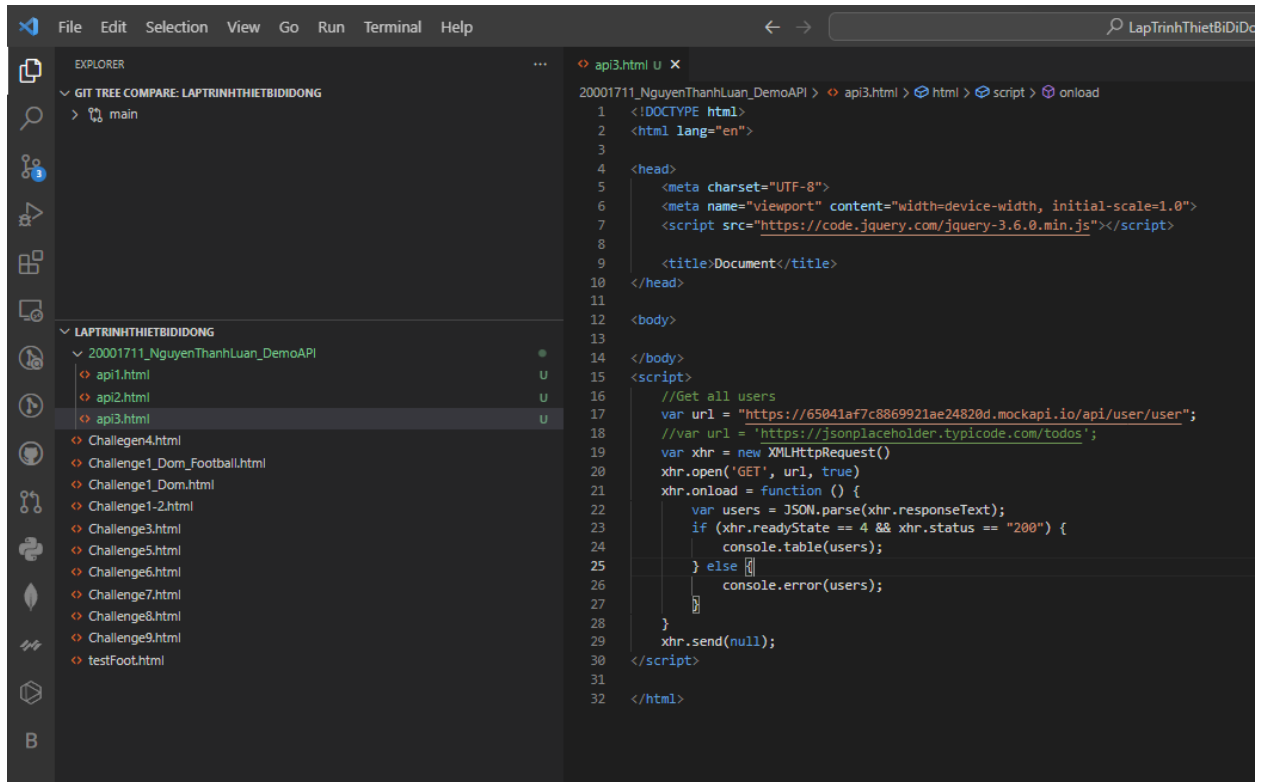 File Edit Selection View Go Run Terminal Help
LapTrinhThietBiDiDo
EXPLORER
GIT TREE COMPARE: LAPTRINHTHIETBIDIDONG
main
3
LAPTRINHTHIETBIDIDONG
20001711_NguyenThanhLuan_DemoAPI
api1.html U
api2.html U
api3.html U
Challegen4.html
Challenge1_Dom_Football.html
Challenge1_Dom.html
Challenge1-2.html
Challenge3.html
Challenge5.html
Challenge6.html
Challenge7.html
Challenge8.html
Challenge9.html
testFoot.html
B
api3.html U
20001711_NguyenThanhLuan_DemoAPI > api3.html > html > script > onload
1 <!DOCTYPE html>
2 <html lang="en">
3
4 <head>
5 <meta charset="UTF-8">
6 <meta name="viewport" content="width=device-width, initial-scale=1.0">
7 <script src="https://code.jquery.com/jquery-3.6.0.min.js"></script>
8
9 <title>Document</title>
10 </head>
11
12 <body>
13
14 </body>
15 <script>
16 //Get all users
17 var url = "https://65041af7c8869921ae24820d.mockapi.io/api/user/user";
18 //var url = 'https://jsonplaceholder.typicode.com/todos';
19 var xhr = new XMLHttpRequest()
20 xhr.open('GET', url, true)
21 xhr.onload = function () {
22 var users = JSON.parse(xhr.responseText);
23 if (xhr.readyState == 4 && xhr.status == "200") {
24 console.table(users);
25 } else {
26 console.error(users);
27 }
28 }
29 xhr.send(null);
30 </script>
31
32 </html>